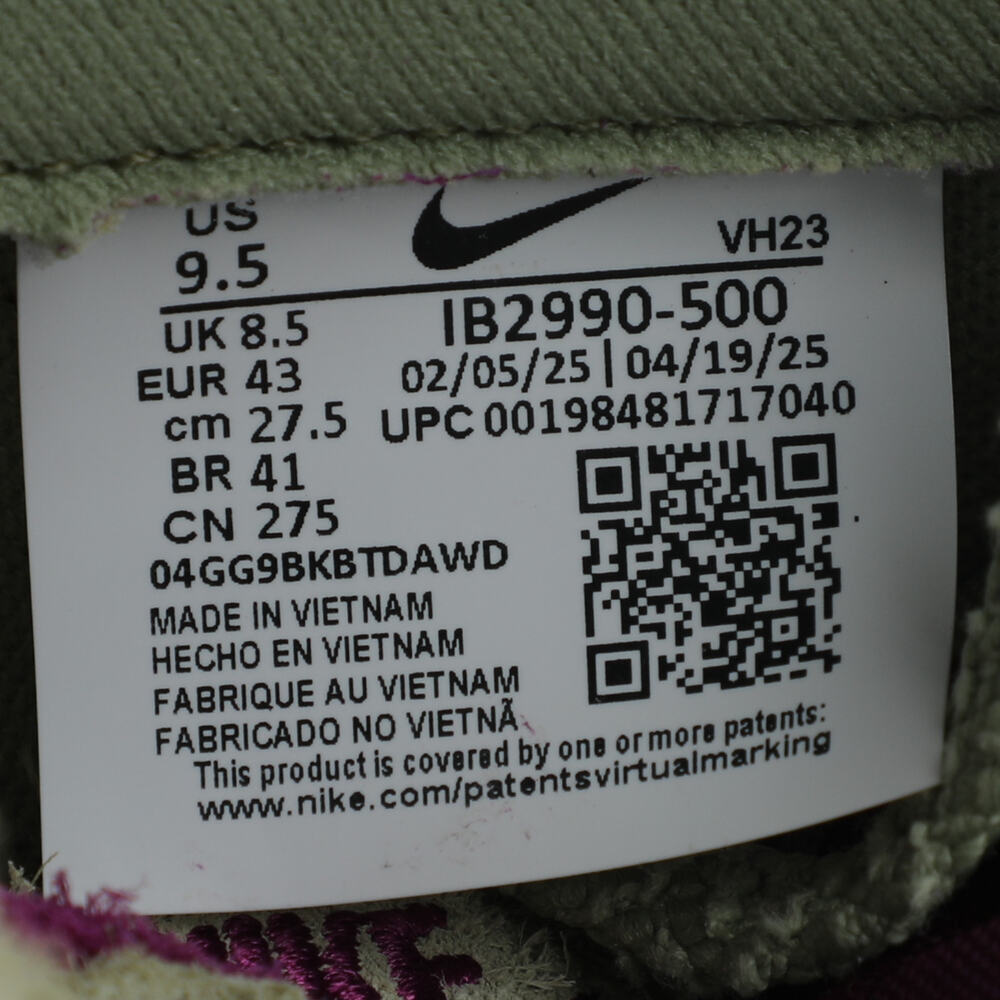 US
9.5
VH23
UK 8.5
IB2990-500
EUR 43
02/05/25 | 04/19/25
cm 27.5
UPC 00198481717040
BR 41
CN 275
04GG9BKBTDAWD
MADE IN VIETNAM
HECHO EN VIETNAM
FABRIQUE AU VIETNAM
FABRICADO NO VIETNÃ
This product is covered by one or more patents:
www.nike.com/patentsvirtualmarking